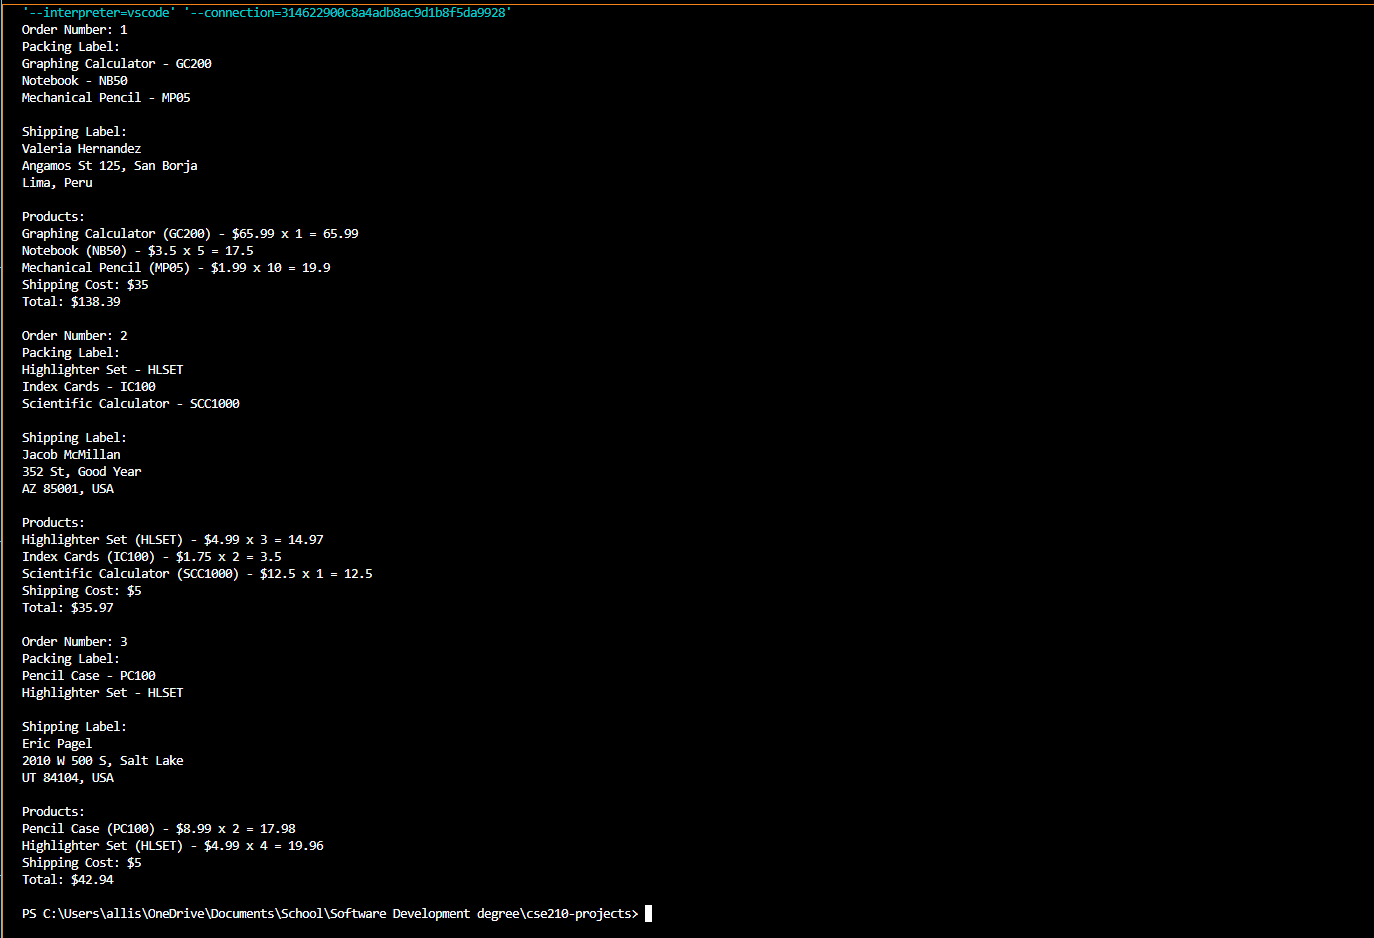 '--interpreter=vscode' '--connection=314622900c8a4adb8ac9d1b8f5da9928'
Order Number: 1
Packing Label:
Graphing Calculator - GC200
Notebook - NB50
Mechanical Pencil - MP05
Shipping Label:
Valeria Hernandez
Angamos St 125, San Borja
Lima, Peru
Products:
Graphing Calculator (GC200) - $65.99 x 1 = 65.99
Notebook (NB50) - $3.5 x 5 = 17.5
Mechanical Pencil (MP05) - $1.99 x 10 = 19.9
Shipping Cost: $35
Total: $138.39
Order Number: 2
Packing Label:
Highlighter Set - HLSET
Index Cards - IC100
Scientific Calculator - SCC1000
Shipping Label:
Jacob McMillan
352 St, Good Year
AZ 85001, USA
Products:
Highlighter Set (HLSET) - $4.99 x 3 = 14.97
Index Cards (IC100) - $1.75 x 2 = 3.5
Scientific Calculator (SCC1000) - $12.5 x 1 = 12.5
Shipping Cost: $5
Total: $35.97
Order Number: 3
Packing Label:
Pencil Case - PC100
Highlighter Set - HLSET
Shipping Label:
Eric Pagel
2010 W 500 S, Salt Lake
UT 84104, USA
Products:
Pencil Case (PC100) - $8.99 x 2 = 17.98
Highlighter Set (HLSET) - $4.99 x 4 = 19.96
Shipping Cost: $5
Total: $42.94
PS C:\Users\allis\OneDrive\Documents\School\Software Development degree\cse210-projects>